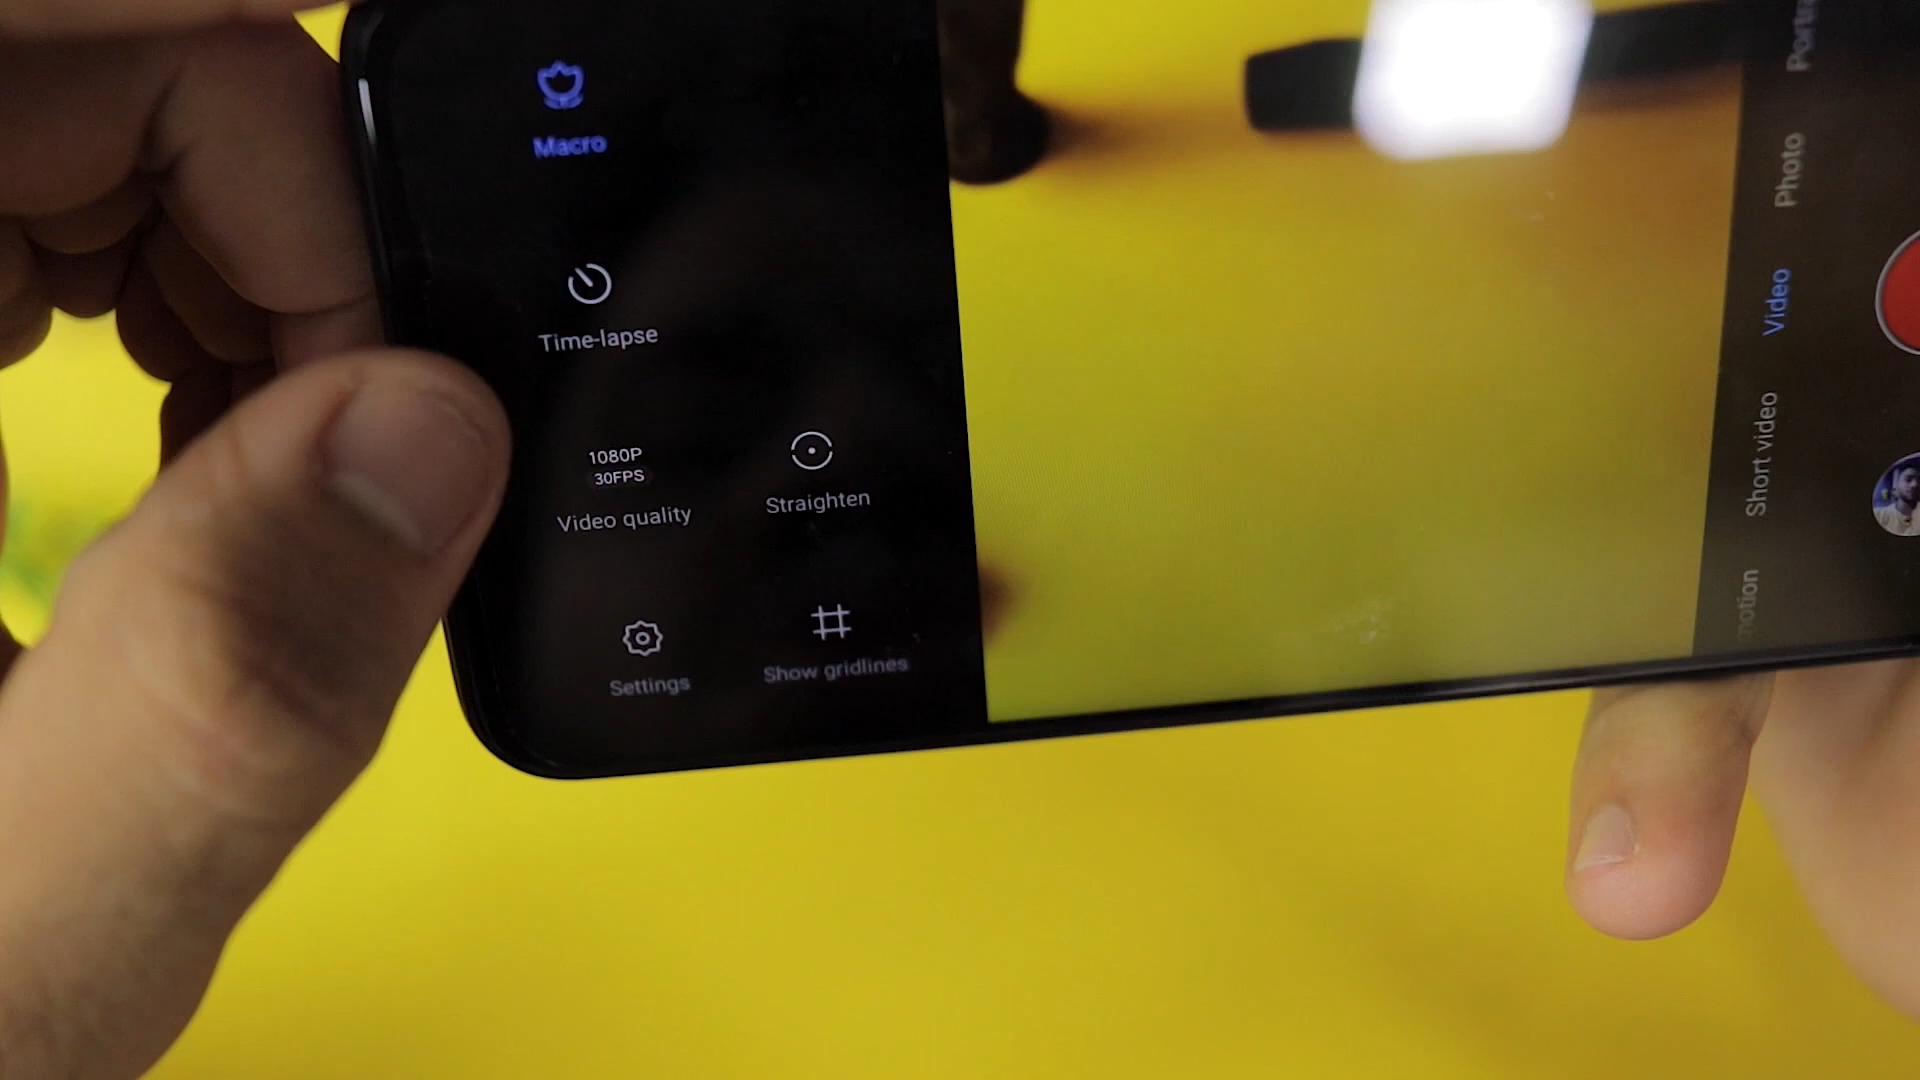 Macro
Time-lapse
1080P
30FPS
Video quality
Straighten
Settings
Show gridlines
Photo
Video
Short video